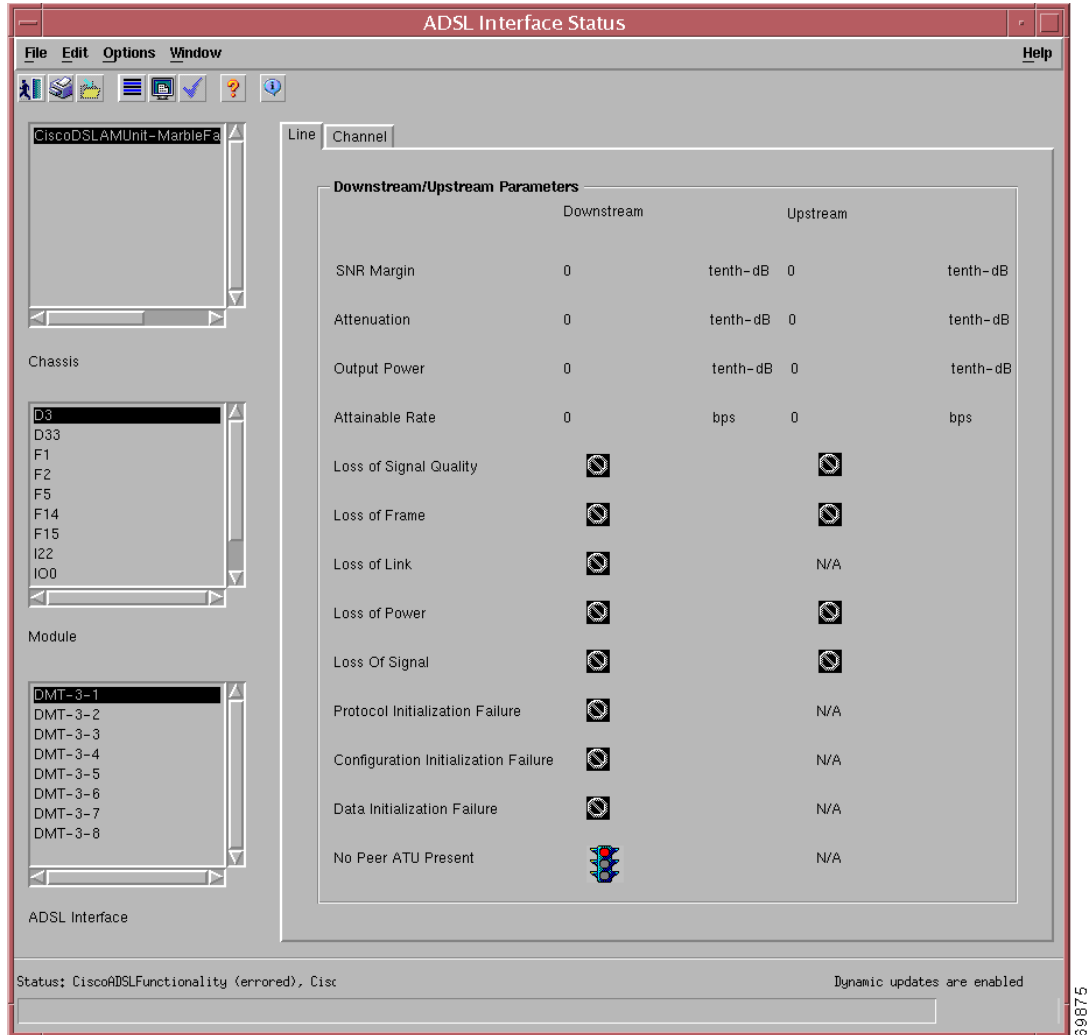 ADSL Interface Status
File Edit Options Window Help
CiscoDSLAMUnit-MarbleFa
Chassis
D3
D33
F1
F2
F5
F14
F15
I22
IO0
Module
DMT-3-1
DMT-3-2
DMT-3-3
DMT-3-4
DMT-3-5
DMT-3-6
DMT-3-7
DMT-3-8
ADSL Interface
Line Channel
Downstream/Upstream Parameters
Downstream Upstream
SNR Margin 0 tenth-dB 0 tenth-dB
Attenuation 0 tenth-dB 0 tenth-dB
Output Power 0 tenth-dB 0 tenth-dB
Attainable Rate 0 bps 0 bps
Loss of Signal Quality
Loss of Frame
Loss of Link N/A
Loss of Power
Loss Of Signal
Protocol Initialization Failure N/A
Configuration Initialization Failure N/A
Data Initialization Failure N/A
No Peer ATU Present N/A
Status: CiscoADSLFunctionality (errored), Cisc Dynamic updates are enabled
69875